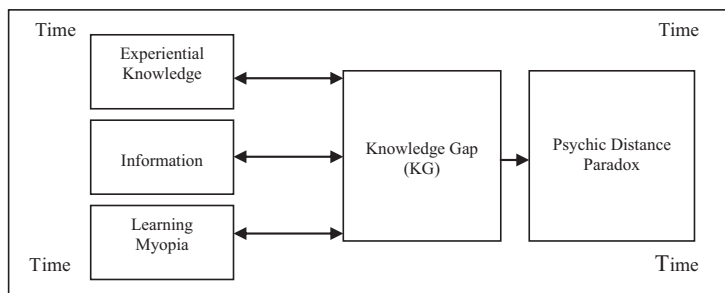 Time
Time
Experiential
Knowledge
Information
Learning
Myopia
Knowledge Gap
(KG)
Psychic Distance
Paradox
Time
Time